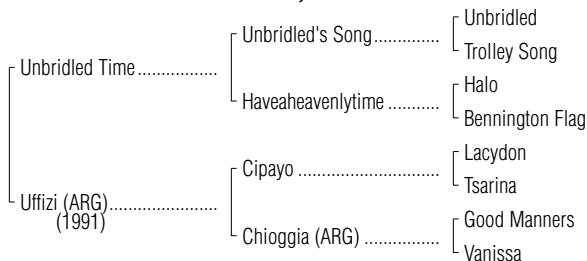 Unbridled
Unbridled's Song...............
Trolley Song
Unbridled Time.................
Halo
Haveaheavenlytime ...........
Bennington Flag
Lacydon
Cipayo ..............................
Tsarina
Uffizi (ARG)......................
(1991)
Good Manners
Chioggia (ARG) ................
Vanissa